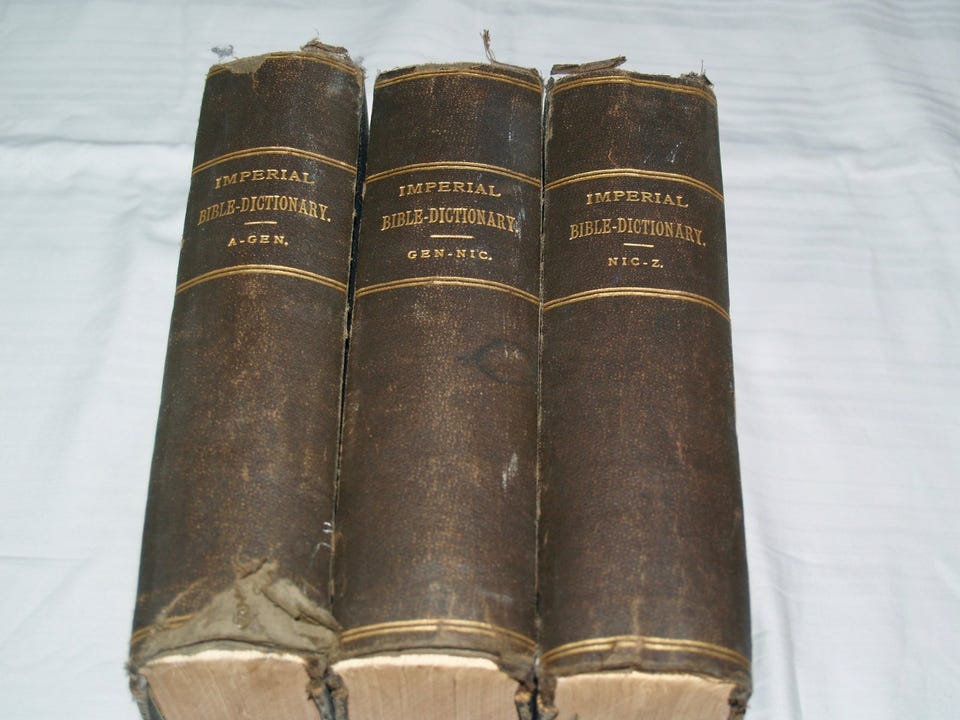 IMPERIAL
BIBLE-DICTIONARY.
A-GEN.
IMPERIAL
BIBLE-DICTIONARY.
GEN-NIC.
IMPERIAL
BIBLE-DICTIONARY.
NIC-Z.